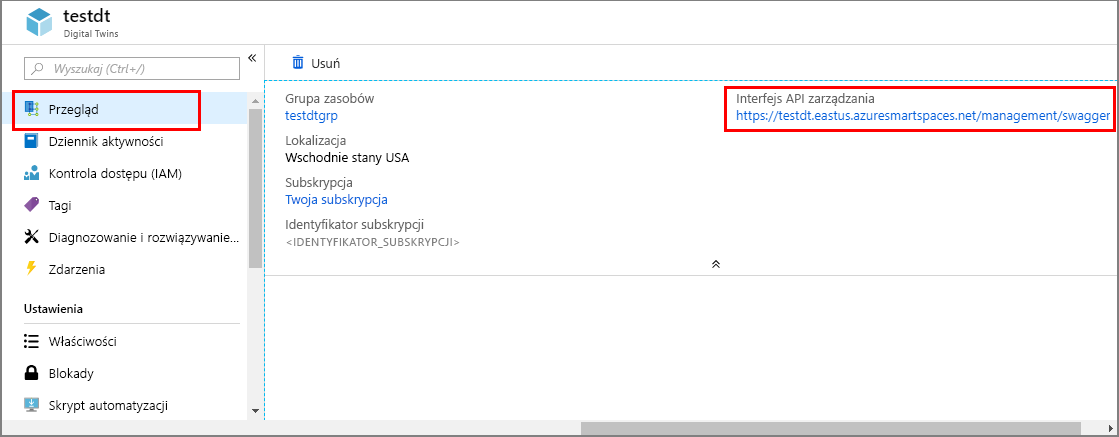 testdt
Digital Twins
Wyszukaj (Ctrl+/)
Przegląd
Dziennik aktywności
Kontrola dostępu (IAM)
Tagi
Diagnozowanie i rozwiązywanie...
Zdarzenia
Ustawienia
Właściwości
Blokady
Skrypt automatyzacji
Usuń
Grupa zasobów
testdtgrp
Lokalizacja
Wschodnie stany USA
Subskrypcja
Twoja subskrypcja
Identyfikator subskrypcji
<IDENTYFIKATOR_SUBSKRYPCJI>
Interfejs API zarządzania
https://testdt.eastus.azuresmartspaces.net/management/swagger